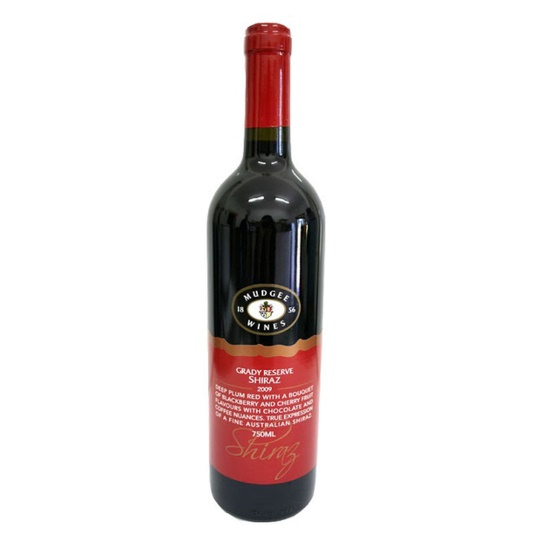 MUDGEE
18 56
WINES
GRADY RESERVE
SHIRAZ
2009
DEEP PLUM RED WITH A BOUQUET
OF BLACKBERRY AND CHERRY FRUIT
FLAVOURS WITH CHOCOLATE AND
COFFEE NUANCES. TRUE EXPRESSION
OF A FINE AUSTRALIAN SHIRAZ.
750ML
Shiraz